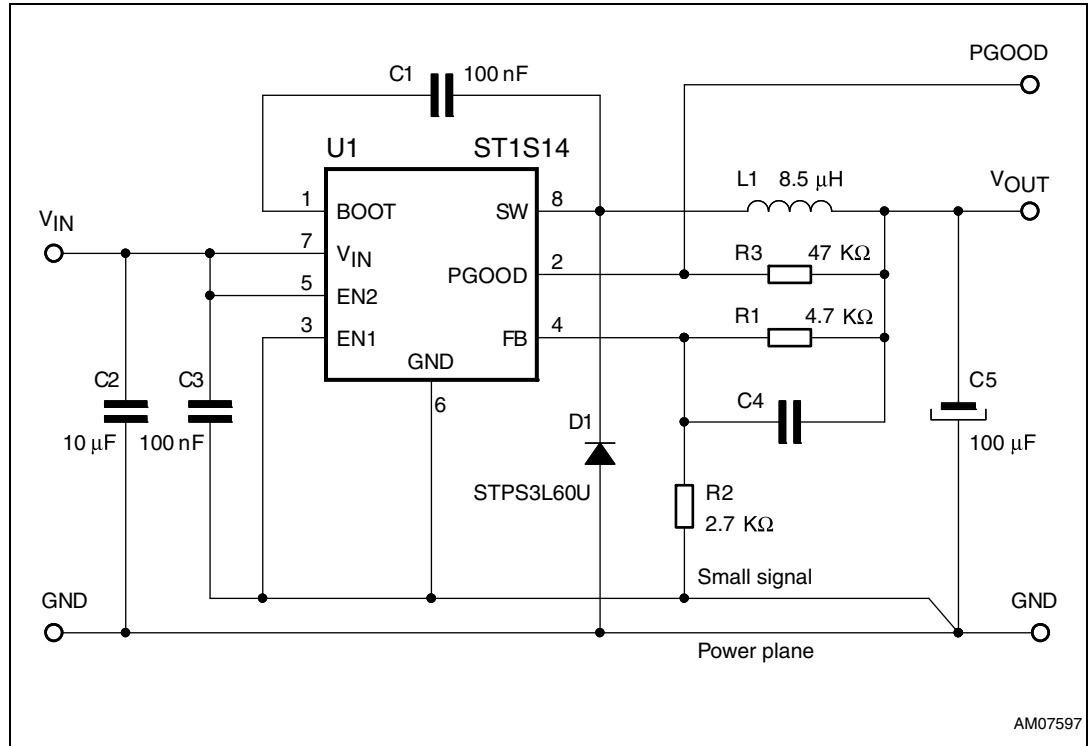 PGOOD
C1 100 nF
U1 ST1S14
L1 8.5 μH
VOUT
1 BOOT SW 8
VIN
7 VIN
R3 47 KΩ
PGOOD 2
5 EN2
R1 4.7 KΩ
3 EN1 FB 4
GND
C2 C3 C5
6
C4
D1
10 μF 100 nF 100 μF
STPS3L60U
R2
2.7 KΩ
Small signal
GND GND
Power plane
AM07597